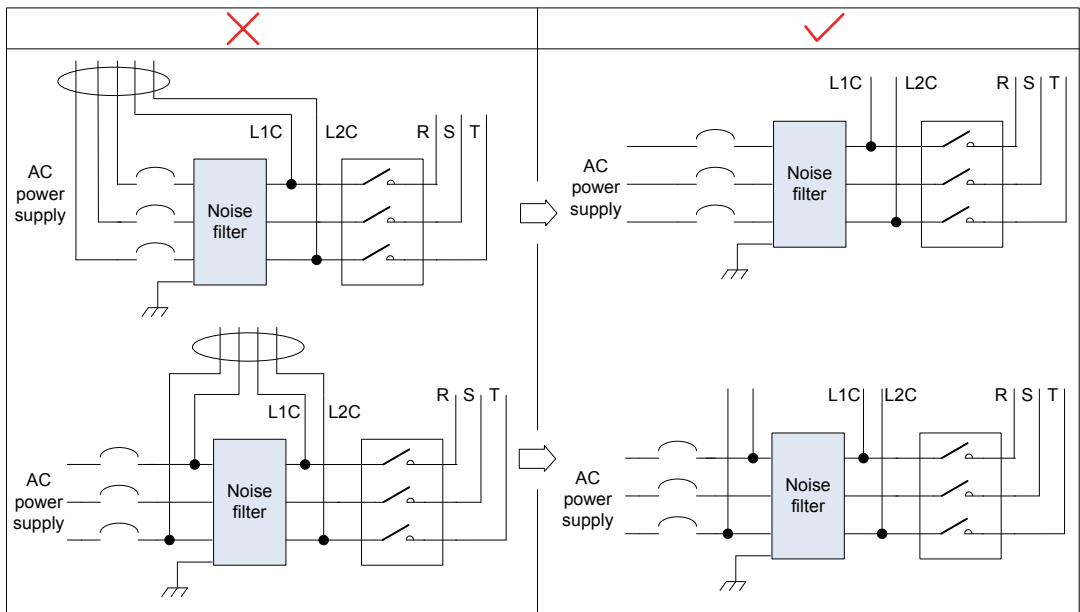 L1C L2C R S T
AC
power
supply
Noise
filter
L1C L2C R S T
AC
power
supply
Noise
filter
L1C L2C R S T
AC
power
supply
Noise
filter
L1C L2C R S T
AC
power
supply
Noise
filter